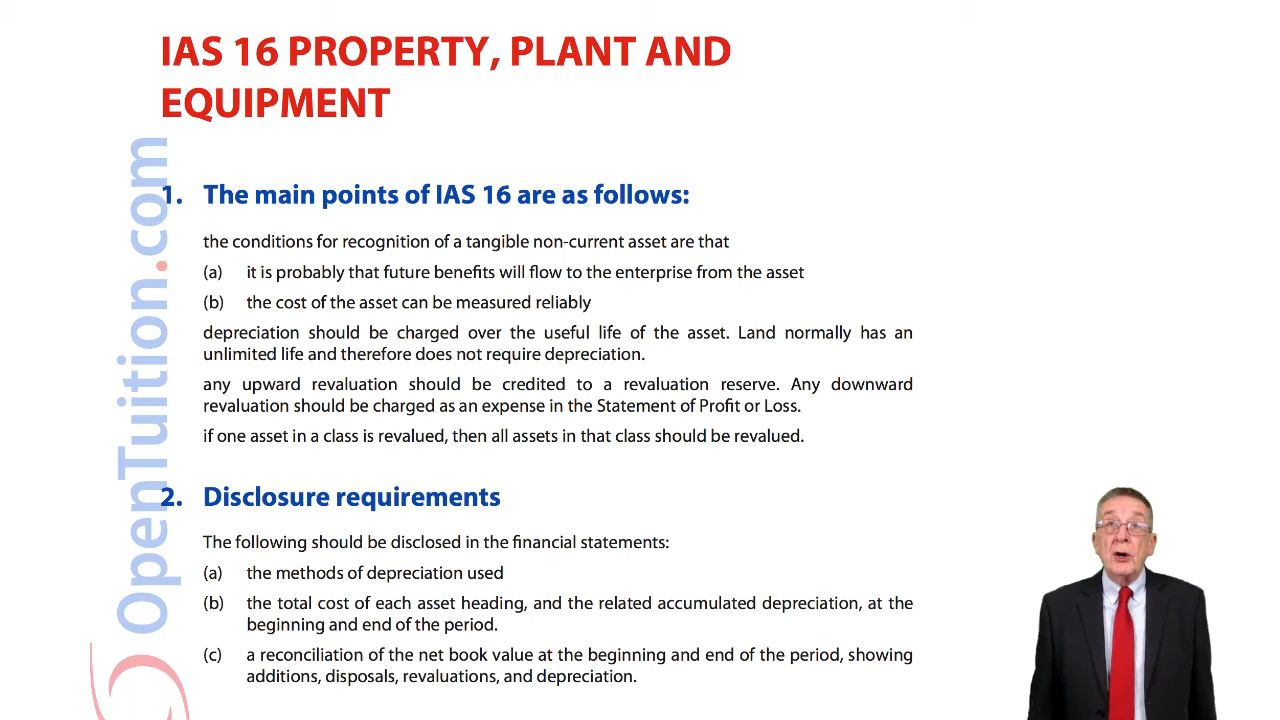 IAS 16 PROPERTY, PLANT AND
EQUIPMENT
1. The main points of IAS 16 are as follows:
the conditions for recognition of a tangible non-current asset are that
(a) it is probably that future benefits will flow to the enterprise from the asset
(b) the cost of the asset can be measured reliably
depreciation should be charged over the useful life of the asset. Land normally has an
unlimited life and therefore does not require depreciation.
any upward revaluation should be credited to a revaluation reserve. Any downward
revaluation should be charged as an expense in the Statement of Profit or Loss.
if one asset in a class is revalued, then all assets in that class should be revalued.
2. Disclosure requirements
The following should be disclosed in the financial statements:
(a) the methods of depreciation used
(b) the total cost of each asset heading, and the related accumulated depreciation, at the
beginning and end of the period.
(c) a reconciliation of the net book value at the beginning and end of the period, showing
additions, disposals, revaluations, and depreciation.
OpenTuition.com